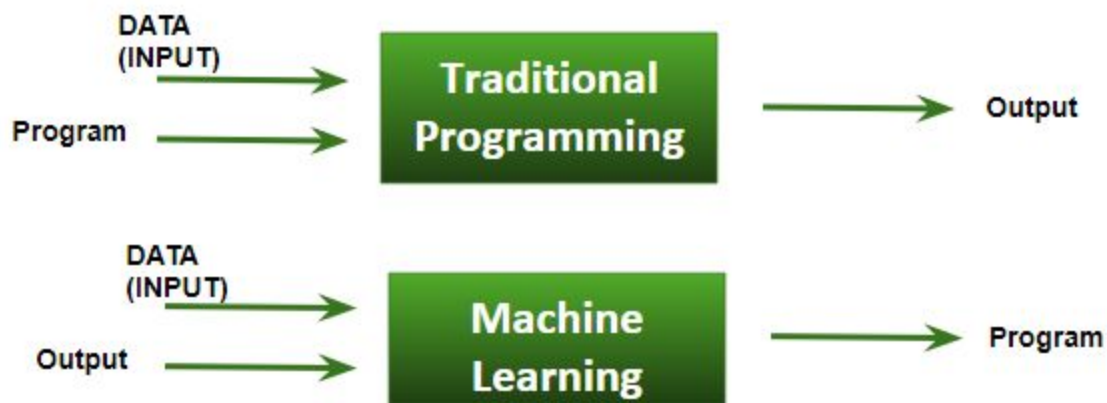 DATA
(INPUT)
Program
Traditional
Programming
Output
DATA
(INPUT)
Output
Machine
Learning
Program